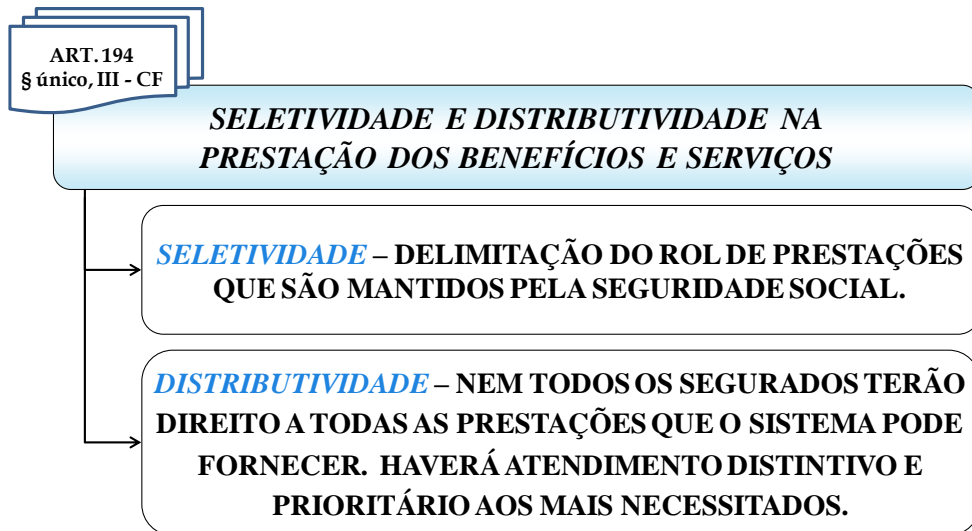 ART. 194
§ único, III - CF
SELETIVIDADE E DISTRIBUTIVIDADE NA
PRESTAÇÃO DOS BENEFÍCIOS E SERVIÇOS
SELETIVIDADE – DELIMITAÇÃO DO ROL DE PRESTAÇÕES
QUE SÃO MANTIDOS PELA SEGURIDADE SOCIAL.
DISTRIBUTIVIDADE – NEM TODOS OS SEGURADOS TERÃO
DIREITO A TODAS AS PRESTAÇÕES QUE O SISTEMA PODE
FORNECER. HAVERÁ ATENDIMENTO DISTINTIVO E
PRIORITÁRIO AOS MAIS NECESSITADOS.